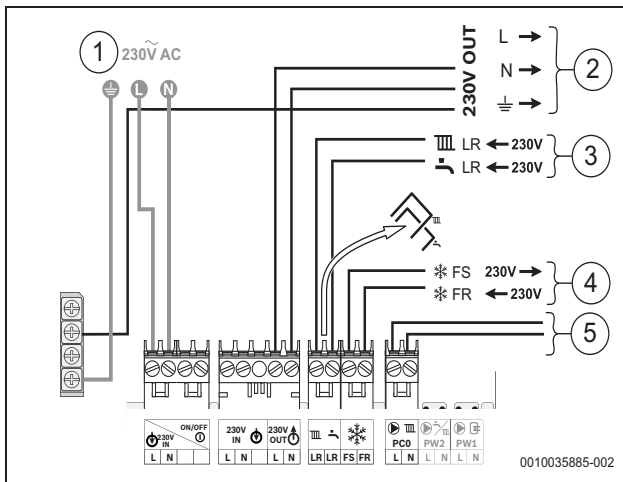 1 230V AC
L N
230V OUT
L
N
2
LR 230V
LR 230V
3
FS 230V
FR 230V
4
5
230V IN ON/OFF
L N
230V IN 230V OUT
L N L N
LR LR FS FR
PC0 PW2 PW1
L N L N L N
0010035885-002